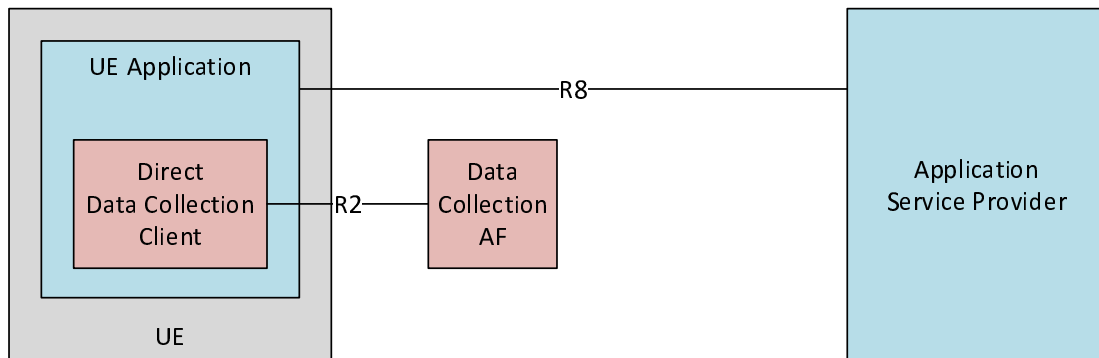 UE Application
R8
Direct
Data Collection
Client
R2
Data
Collection
AF
Application
Service Provider
UE